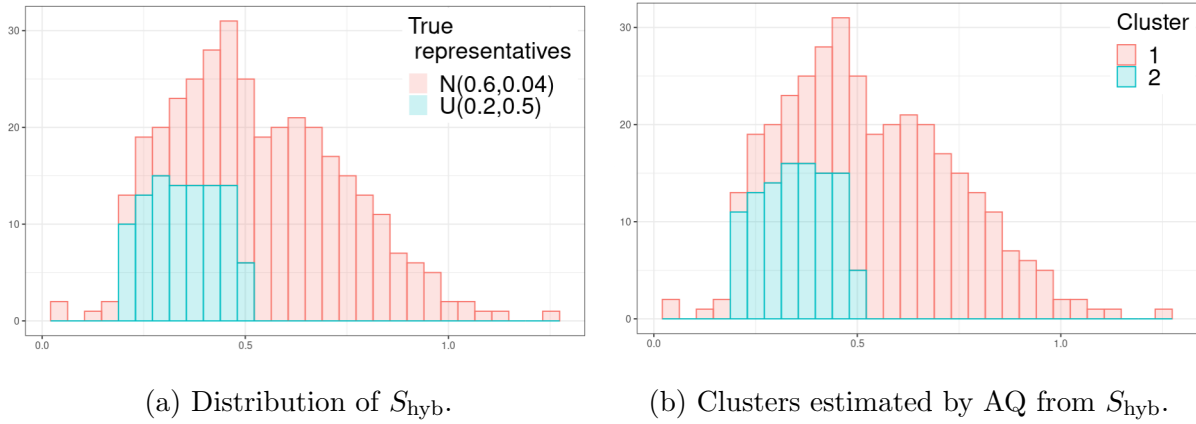 30
20
10
0
0.0
0.5
1.0
True
representatives
N(0.6,0.04)
U(0.2,0.5)
(a) Distribution of S_hyb.
30
20
10
0
0.0
0.5
1.0
Cluster
1
2
(b) Clusters estimated by AQ from S_hyb.